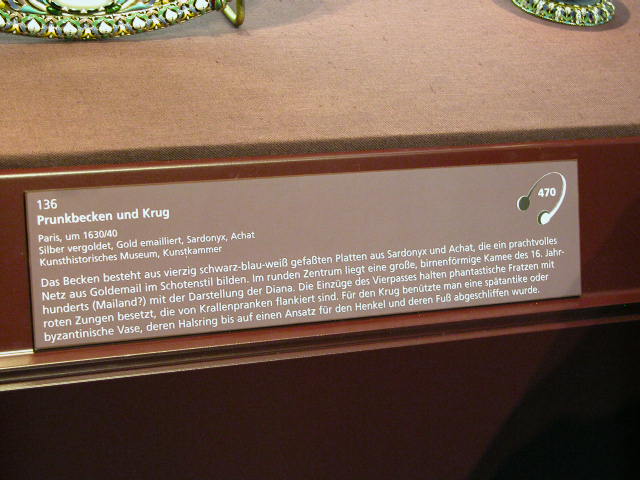 136
Prunkbecken und Krug
Paris, um 1630/40
Silber vergoldet, Gold emailliert, Sardonyx, Achat
Kunsthistorisches Museum, Kunstkammer
470
Das Becken besteht aus vierzig schwarz-blau-weiß gefaßten Platten aus Sardonyx und Achat, die ein prachtvolles
Netz aus Goldemail im Schotenstil bilden. Im runden Zentrum liegt eine große, birnenförmige Kamee des 16. Jahr-
hunderts (Mailand?) mit der Darstellung der Diana. Die Einzüge des Vierpasses halten phantastische Fratzen mit
roten Zungen besetzt, die von Krallenpranken flankiert sind. Für den Krug benützte man eine spätantike oder
byzantinische Vase, deren Halsring bis auf einen Ansatz für den Henkel und deren Fuß abgeschliffen wurde.